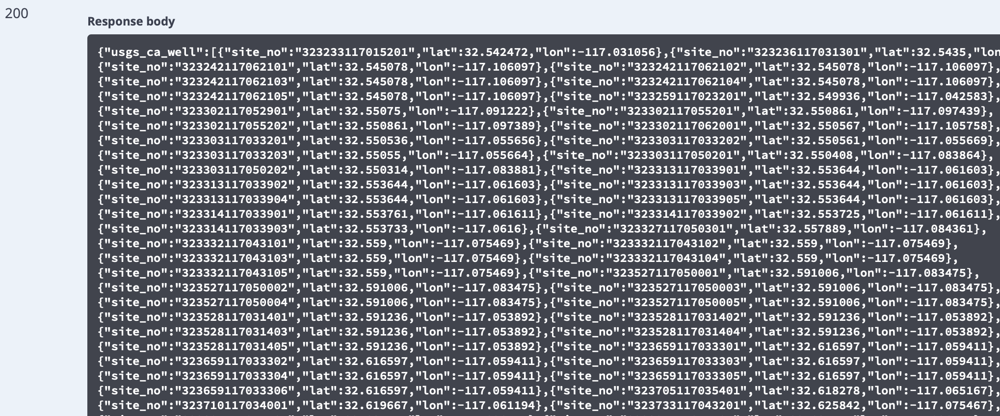 200
Response body
{"usgs_ca_well":[{"site_no":"323233117015201","lat":32.542472,"lon":-117.031056},{"site_no":"323236117031301","lat":32.5435,"lon
{"site_no":"323242117062101","lat":32.545078,"lon":-117.106097},{"site_no":"323242117062102","lat":32.545078,"lon":-117.106097},
{"site_no":"323242117062103","lat":32.545078,"lon":-117.106097},{"site_no":"323242117062104","lat":32.545078,"lon":-117.106097},
{"site_no":"323242117062105","lat":32.545078,"lon":-117.106097},{"site_no":"323259117023201","lat":32.549936,"lon":-117.042583},
{"site_no":"323302117052901","lat":32.55075,"lon":-117.091222},{"site_no":"323302117055201","lat":32.550861,"lon":-117.097439},
{"site_no":"323302117055202","lat":32.550861,"lon":-117.097389},{"site_no":"323302117062001","lat":32.550567,"lon":-117.105758},
{"site_no":"323303117033201","lat":32.550536,"lon":-117.055656},{"site_no":"323303117033202","lat":32.550561,"lon":-117.055669},
{"site_no":"323303117033203","lat":32.55055,"lon":-117.055664},{"site_no":"323303117050201","lat":32.550408,"lon":-117.083864},
{"site_no":"323303117050202","lat":32.550314,"lon":-117.083881},{"site_no":"323313117033901","lat":32.553644,"lon":-117.061603},
{"site_no":"323313117033902","lat":32.553644,"lon":-117.061603},{"site_no":"323313117033903","lat":32.553644,"lon":-117.061603},
{"site_no":"323313117033904","lat":32.553644,"lon":-117.061603},{"site_no":"323313117033905","lat":32.553644,"lon":-117.061603},
{"site_no":"323314117033901","lat":32.553761,"lon":-117.061611},{"site_no":"323314117033902","lat":32.553725,"lon":-117.061611},
{"site_no":"323314117033903","lat":32.553733,"lon":-117.0616},{"site_no":"323327117050301","lat":32.557889,"lon":-117.084361},
{"site_no":"323332117043101","lat":32.559,"lon":-117.075469},{"site_no":"323332117043102","lat":32.559,"lon":-117.075469},
{"site_no":"323332117043103","lat":32.559,"lon":-117.075469},{"site_no":"323332117043104","lat":32.559,"lon":-117.075469},
{"site_no":"323332117043105","lat":32.559,"lon":-117.075469},{"site_no":"323527117050001","lat":32.591006,"lon":-117.083475},
{"site_no":"323527117050002","lat":32.591006,"lon":-117.083475},{"site_no":"323527117050003","lat":32.591006,"lon":-117.083475},
{"site_no":"323527117050004","lat":32.591006,"lon":-117.083475},{"site_no":"323527117050005","lat":32.591006,"lon":-117.083475},
{"site_no":"323528117031401","lat":32.591236,"lon":-117.053892},{"site_no":"323528117031402","lat":32.591236,"lon":-117.053892},
{"site_no":"323528117031403","lat":32.591236,"lon":-117.053892},{"site_no":"323528117031404","lat":32.591236,"lon":-117.053892},
{"site_no":"323528117031405","lat":32.591236,"lon":-117.053892},{"site_no":"323659117033301","lat":32.616597,"lon":-117.059411},
{"site_no":"323659117033302","lat":32.616597,"lon":-117.059411},{"site_no":"323659117033303","lat":32.616597,"lon":-117.059411},
{"site_no":"323659117033304","lat":32.616597,"lon":-117.059411},{"site_no":"323659117033305","lat":32.616597,"lon":-117.059411},
{"site_no":"323659117033306","lat":32.616597,"lon":-117.059411},{"site_no":"323705117035401","lat":32.618278,"lon":-117.065167},
{"site_no":"323710117034001","lat":32.619667,"lon":-117.061194},{"site_no":"323733117043201","lat":32.625842,"lon":-117.075467},